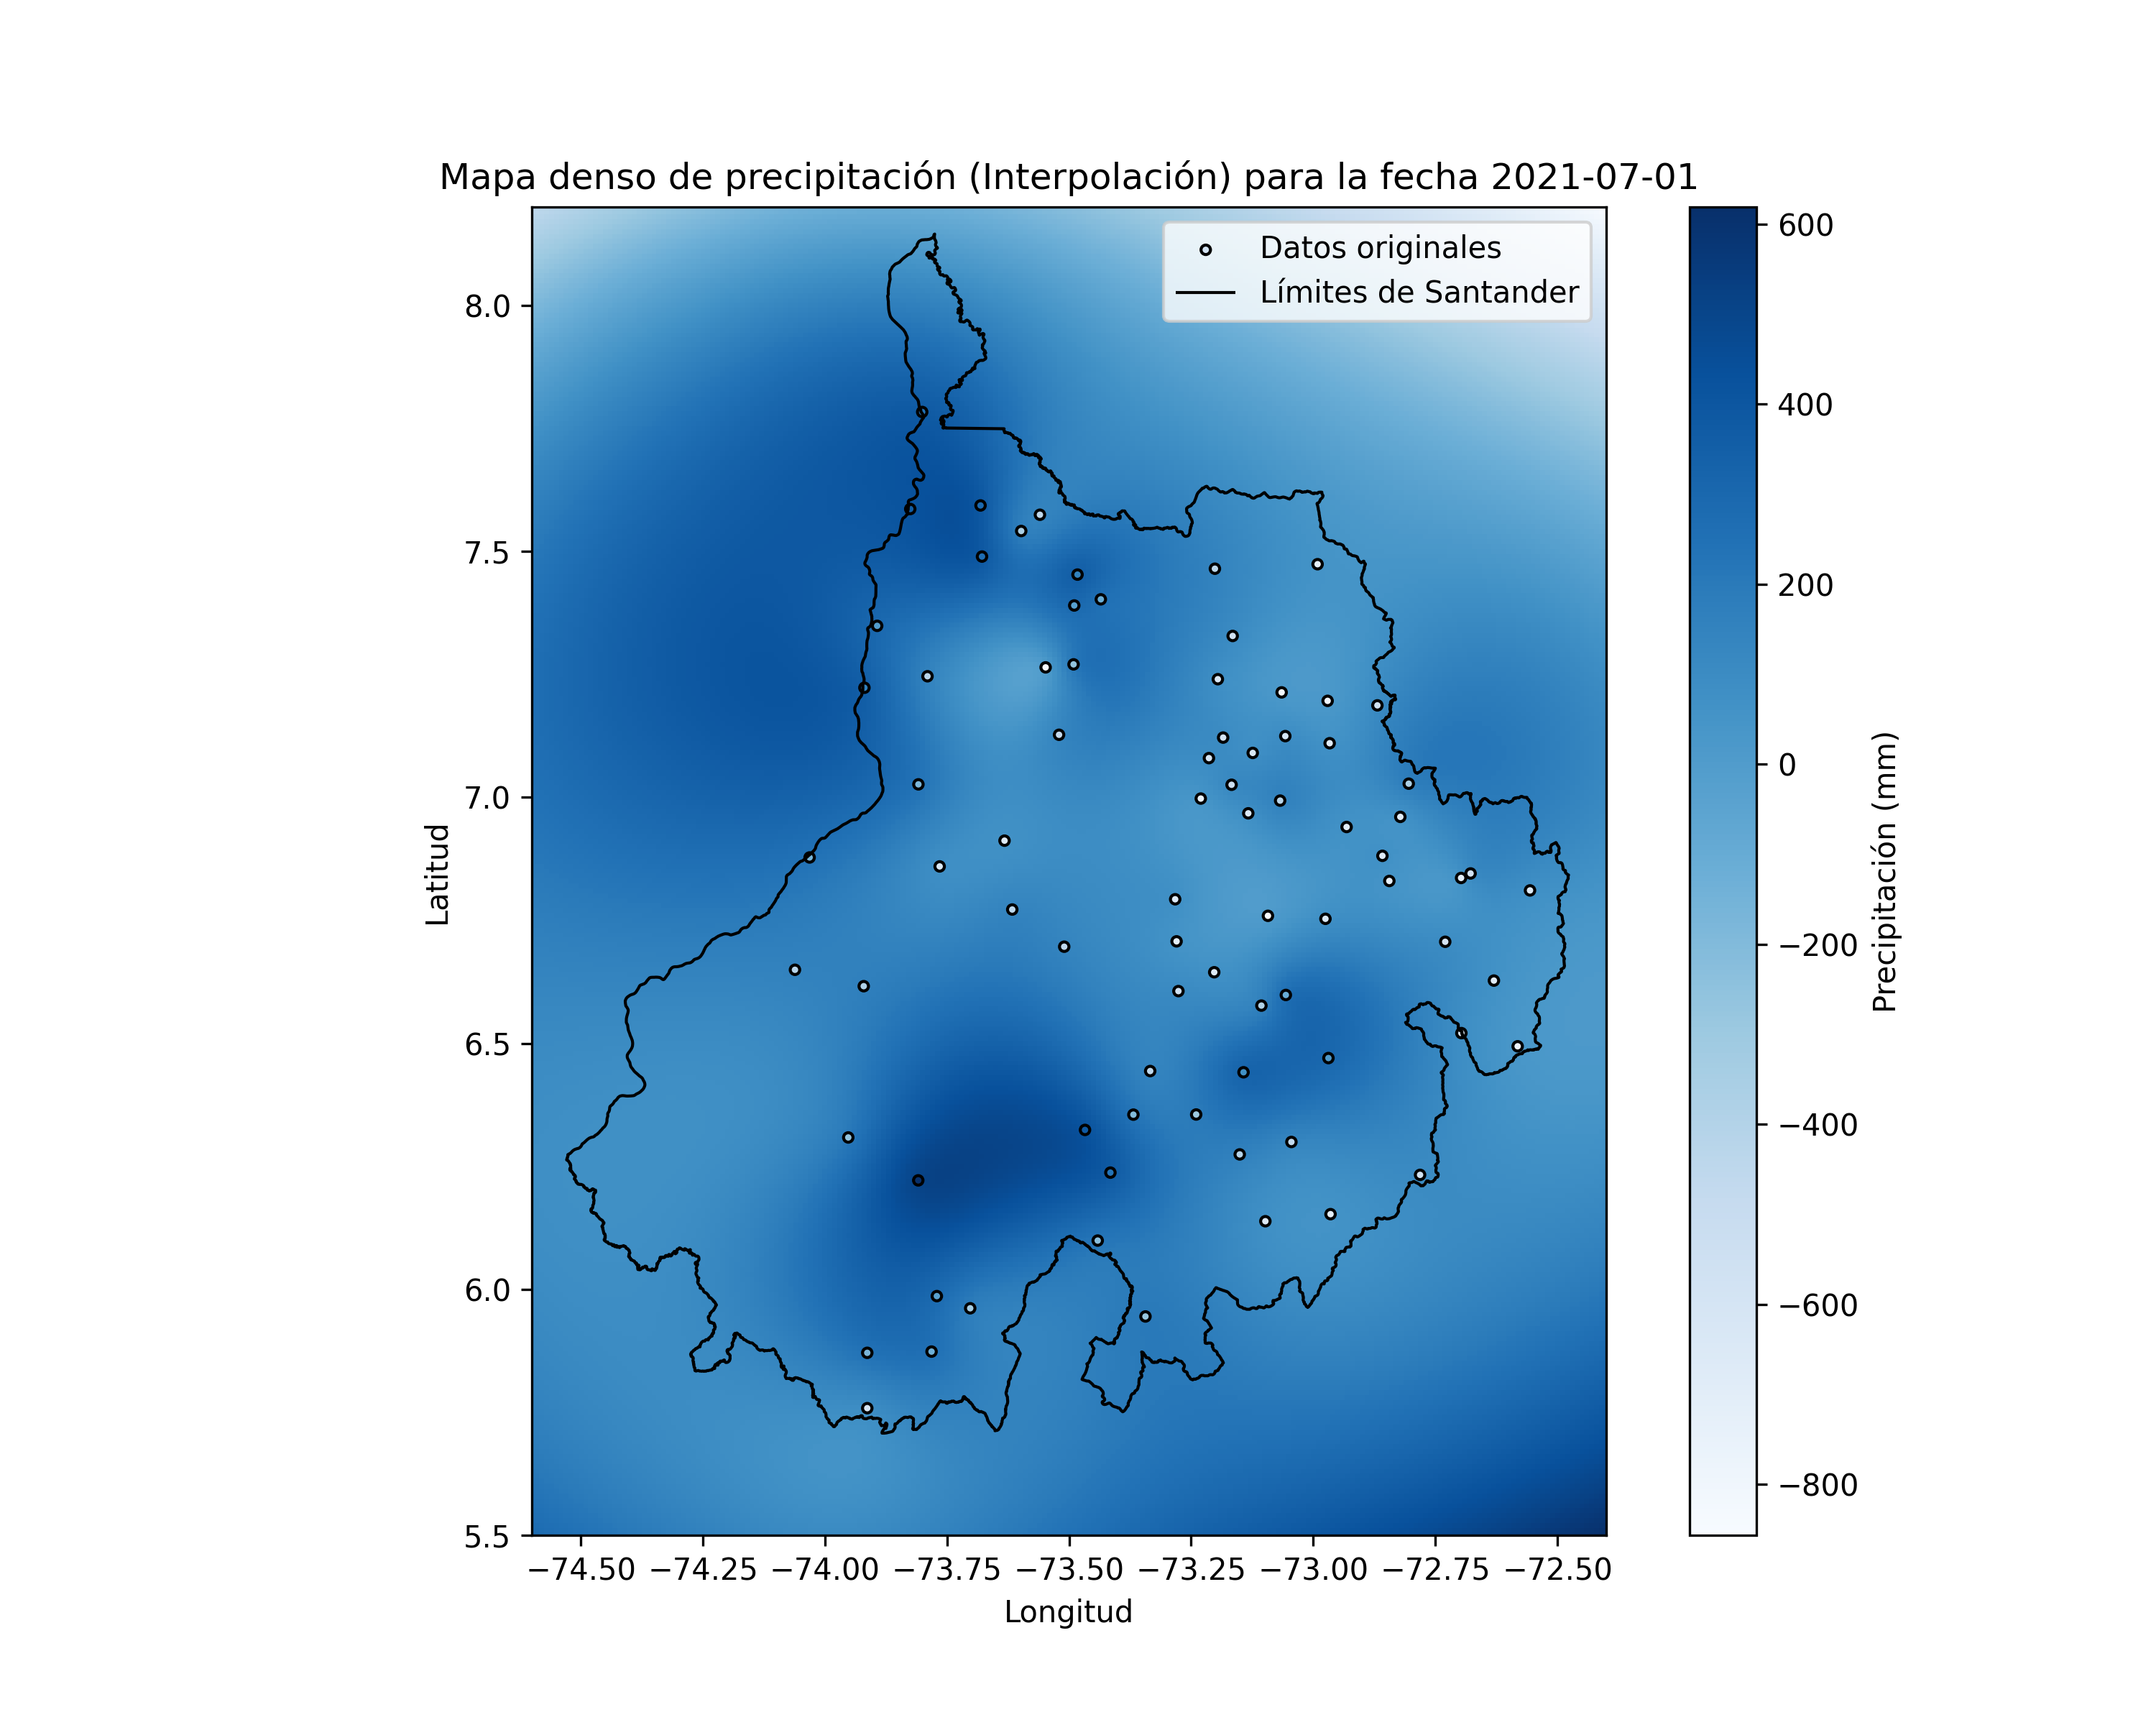 Mapa denso de precipitación (Interpolación) para la fecha 2021-07-01
Datos originales
Límites de Santander
8.0
7.5
7.0
6.5
6.0
5.5
Latitud
−74.50 −74.25 −74.00 −73.75 −73.50 −73.25 −73.00 −72.75 −72.50
Longitud
600
400
200
0
−200
−400
−600
−800
Precipitación (mm)